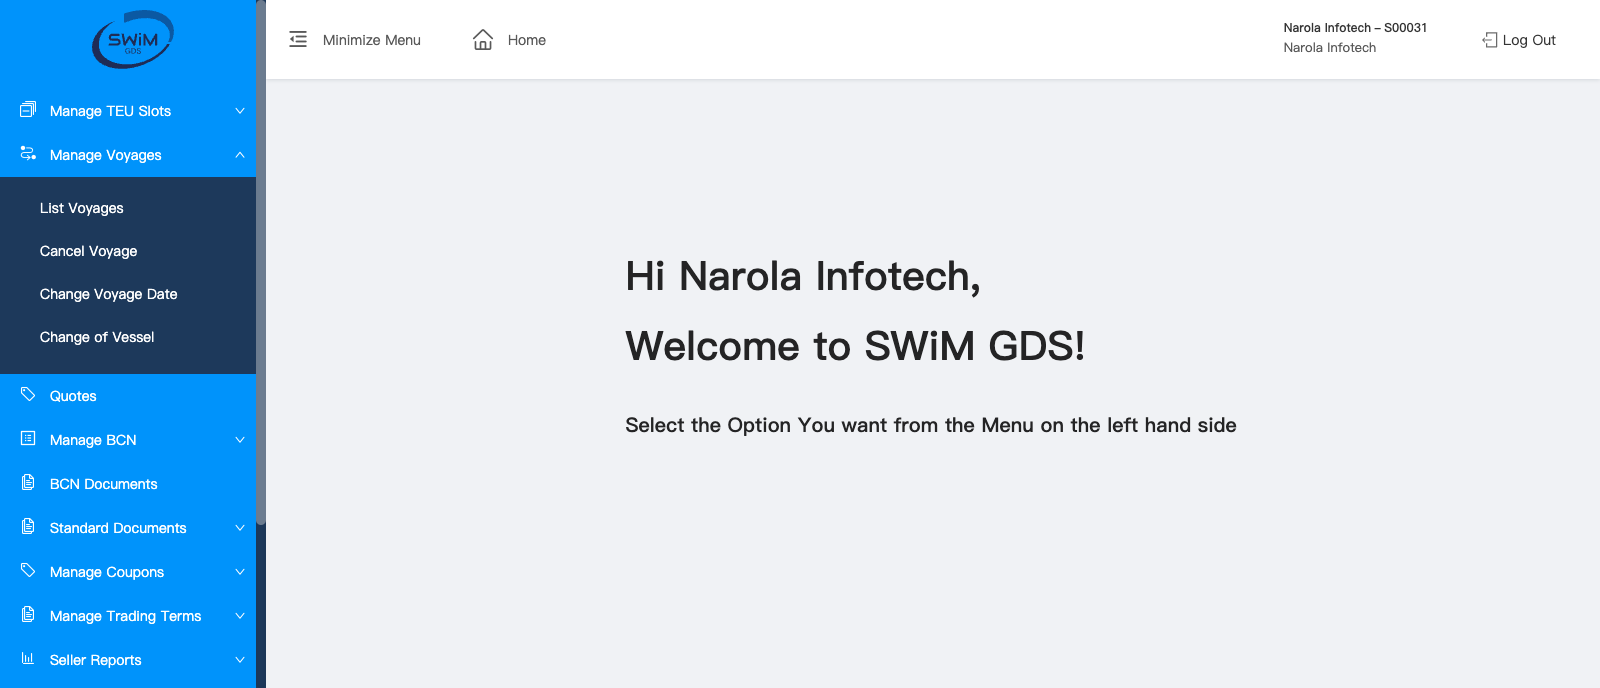 SWiM
GDS
Minimize Menu
Home
Narola Infotech – S00031
Narola Infotech
Log Out
Manage TEU Slots
Manage Voyages
List Voyages
Cancel Voyage
Change Voyage Date
Change of Vessel
Quotes
Manage BCN
BCN Documents
Standard Documents
Manage Coupons
Manage Trading Terms
Seller Reports
Hi Narola Infotech,
Welcome to SWiM GDS!
Select the Option You want from the Menu on the left hand side